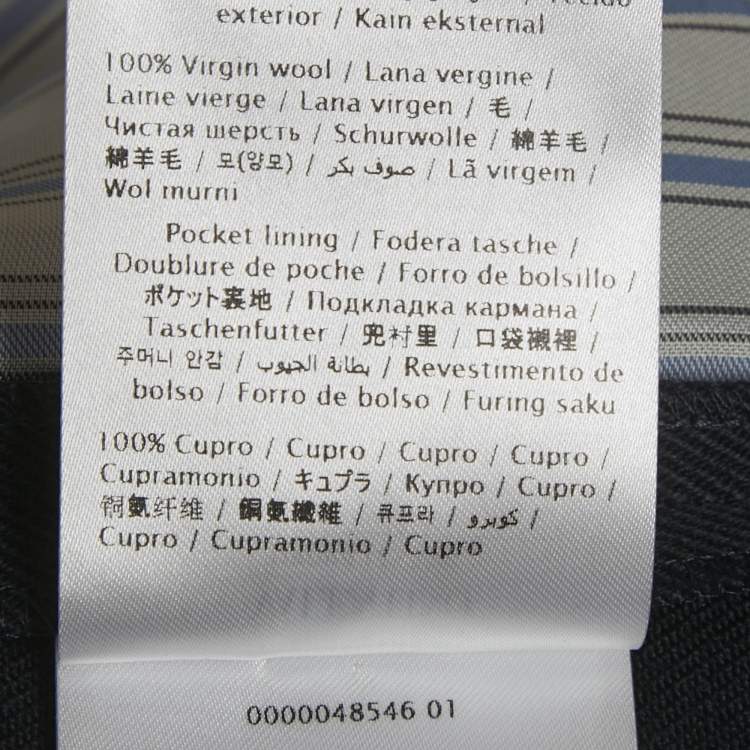 exterior / Kain eksternal
100% Virgin wool / Lana vergine /
Laine vierge / Lana virgen / 毛 /
Чистая шерсть / Schurwolle / 綿羊毛 /
綿羊毛 / 모(양모) / صوف بكر / Lã virgem /
Wol murni
Pocket lining / Fodera tasche /
Doublure de poche / Forro de bolsillo /
ポケット裏地 / Подкладка кармана /
Taschenfutter / 兜村里 / 口袋襯裡 /
주머니 안감 / بطانة الجيوب / Revestimento de
bolso / Forro de bolso / Furing saku
100% Cupro / Cupro / Cupro / Cupro /
Cupramonio / キュプラ / Купро / Cupro /
铜氨纤维 / 銅氨纖維 / 큐프라 / كوبرو /
Cupro / Cupramonio / Cupro
0000048546 01